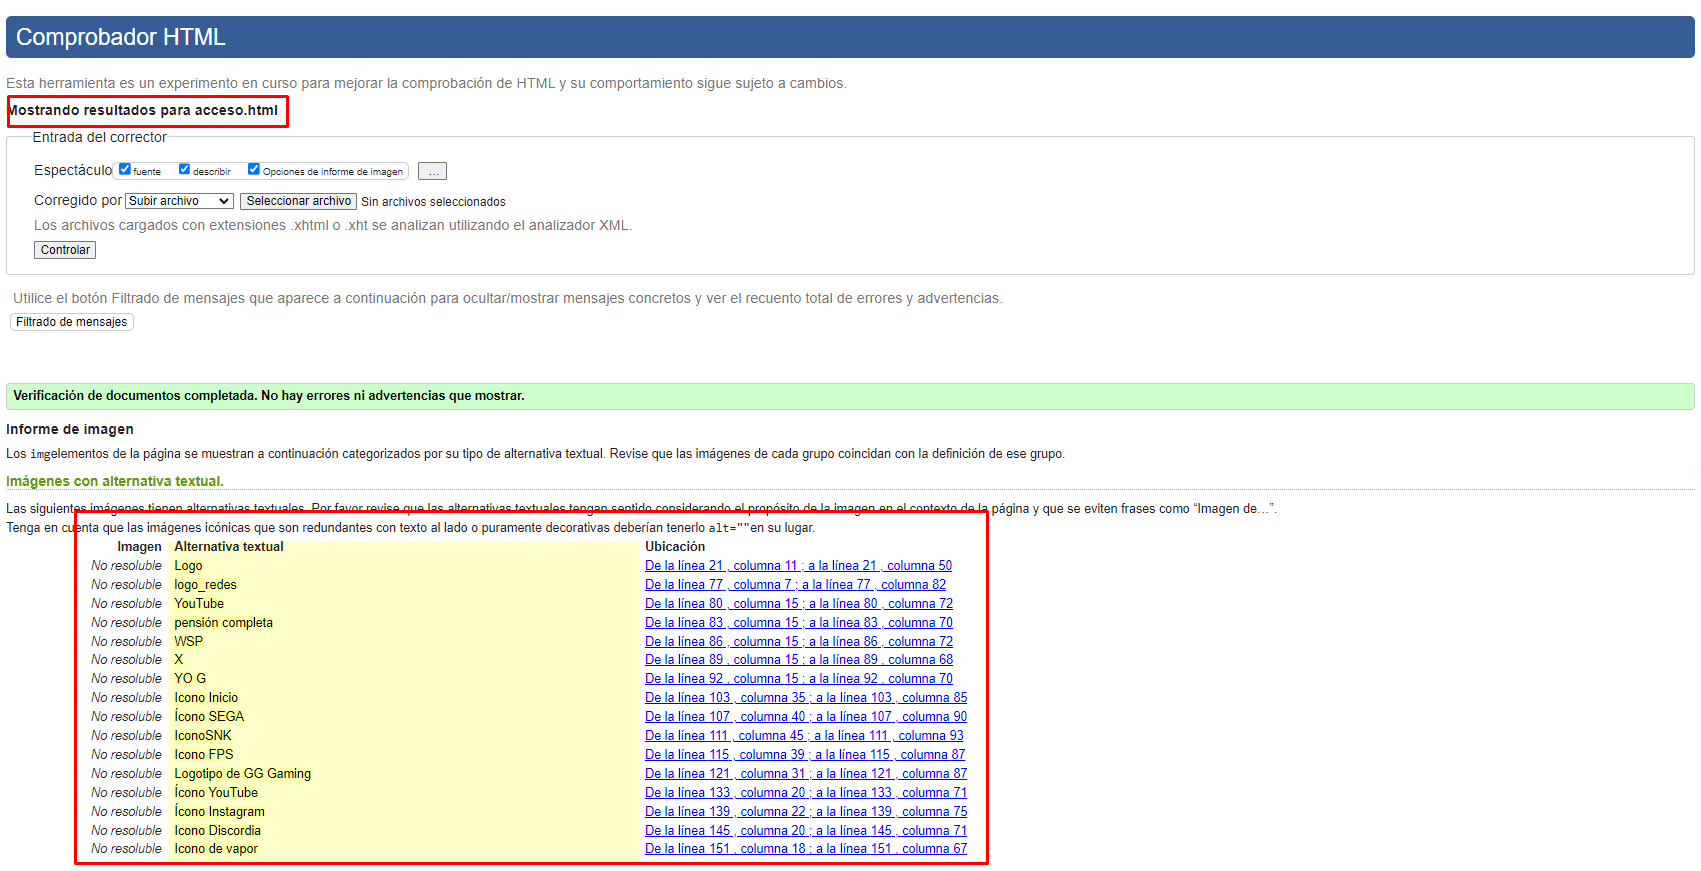 Comprobador HTML
Esta herramienta es un experimento en curso para mejorar la comprobación de HTML y su comportamiento sigue sujeto a cambios.
Mostrando resultados para acceso.html
Entrada del corrector
Espectáculo fuente describir Opciones de informe de imagen ...
Corregido por Subir archivo Seleccionar archivo Sin archivos seleccionados
Los archivos cargados con extensiones .xhtml o .xht se analizan utilizando el analizador XML.
Controlar
Utilice el botón Filtrado de mensajes que aparece a continuación para ocultar/mostrar mensajes concretos y ver el recuento total de errores y advertencias.
Filtrado de mensajes
Verificación de documentos completada. No hay errores ni advertencias que mostrar.
Informe de imagen
Los imgelementos de la página se muestran a continuación categorizados por su tipo de alternativa textual. Revise que las imágenes de cada grupo coincidan con la definición de ese grupo.
Imágenes con alternativa textual.
Las siguientes imágenes tienen alternativas textuales. Por favor revise que las alternativas textuales tengan sentido considerando el propósito de la imagen en el contexto de la página y que se eviten frases como “Imagen de…”.
Tenga en cuenta que las imágenes icónicas que son redundantes con texto al lado o puramente decorativas deberían tenerlo alt=""en su lugar.
Imagen Alternativa textual Ubicación
No resoluble Logo De la línea 21 , columna 11 ; a la línea 21 , columna 50
No resoluble logo_redes De la línea 77 , columna 7 ; a la línea 77 , columna 82
No resoluble YouTube De la línea 80 , columna 15 ; a la línea 80 , columna 72
No resoluble pensión completa De la línea 83 , columna 15 ; a la línea 83 , columna 70
No resoluble WSP De la línea 86 , columna 15 ; a la línea 86 , columna 72
No resoluble X De la línea 89 , columna 15 ; a la línea 89 , columna 68
No resoluble YO G De la línea 92 , columna 15 ; a la línea 92 , columna 70
No resoluble Icono Inicio De la línea 103 , columna 35 ; a la línea 103 , columna 85
No resoluble Ícono SEGA De la línea 107 , columna 40 ; a la línea 107 , columna 90
No resoluble IconoSNK De la línea 111 , columna 45 ; a la línea 111 , columna 93
No resoluble Icono FPS De la línea 115 , columna 39 ; a la línea 115 , columna 87
No resoluble Logotipo de GG Gaming De la línea 121 , columna 31 ; a la línea 121 , columna 87
No resoluble Ícono YouTube De la línea 133 , columna 20 ; a la línea 133 , columna 71
No resoluble Ícono Instagram De la línea 139 , columna 22 ; a la línea 139 , columna 75
No resoluble Icono Discordia De la línea 145 , columna 20 ; a la línea 145 , columna 71
No resoluble Icono de vapor De la línea 151 , columna 18 ; a la línea 151 , columna 67